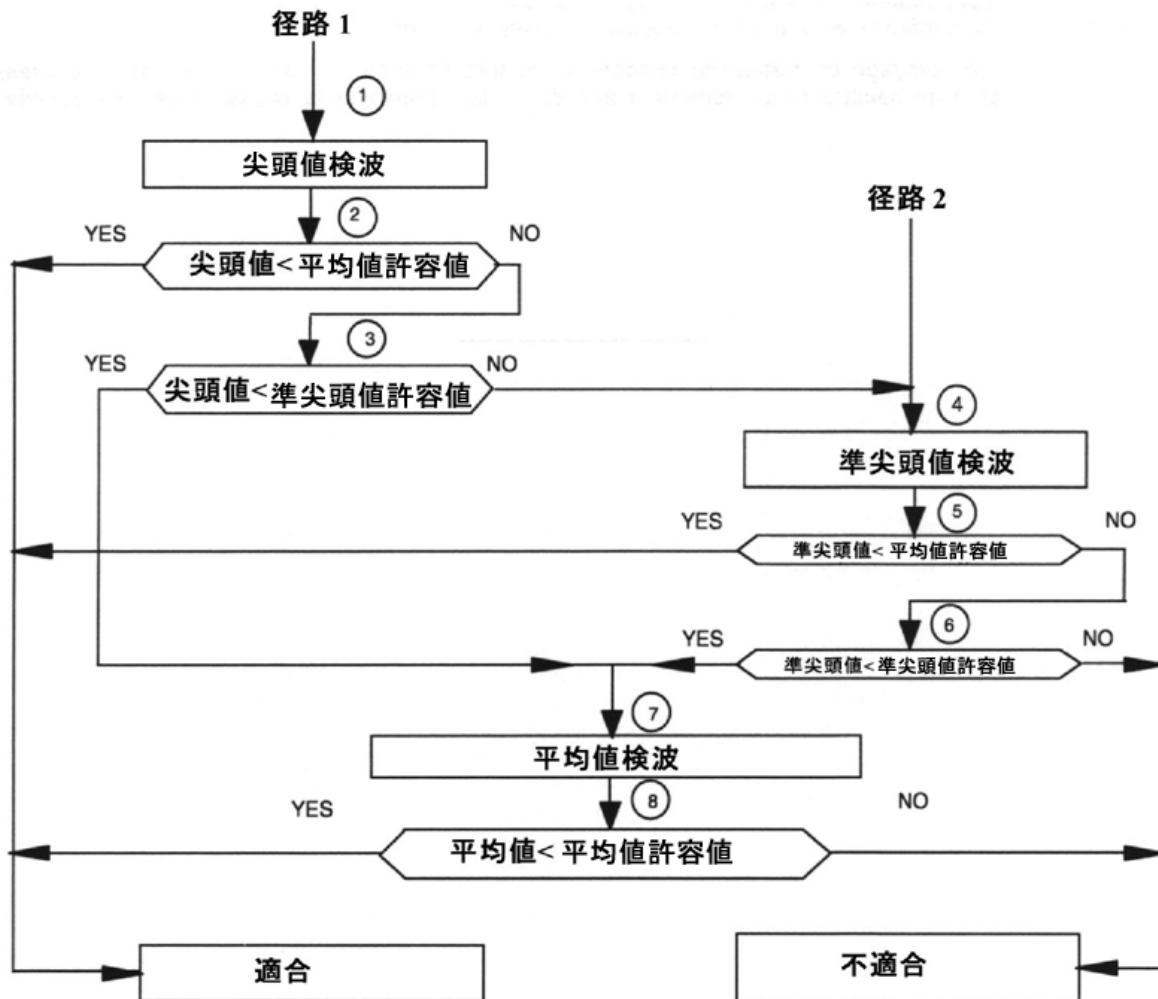 径路 1
1
尖頭値検波
2
YES
NO
尖頭値<平均値許容値
径路 2
3
YES
NO
尖頭値<準尖頭値許容値
4
準尖頭値検波
5
YES
NO
準尖頭値<平均値許容値
6
YES
NO
準尖頭値<準尖頭値許容値
7
平均値検波
8
YES
NO
平均値<平均値許容値
適合
不適合